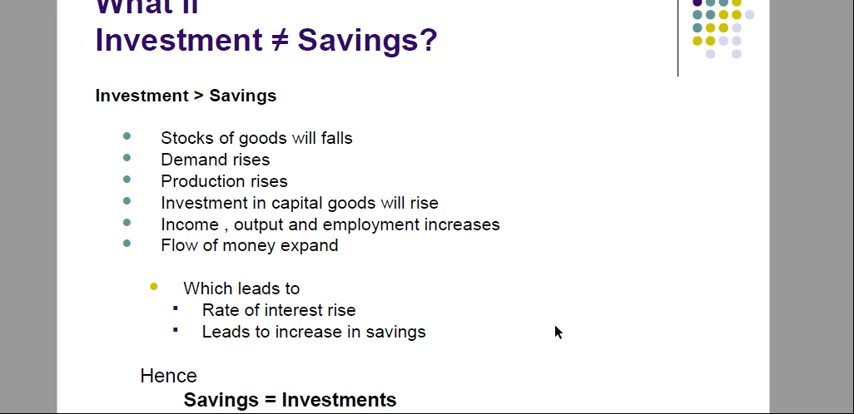 What if
Investment ≠ Savings?
Investment > Savings
Stocks of goods will falls
Demand rises
Production rises
Investment in capital goods will rise
Income , output and employment increases
Flow of money expand
Which leads to
Rate of interest rise
Leads to increase in savings
Hence
Savings = Investments